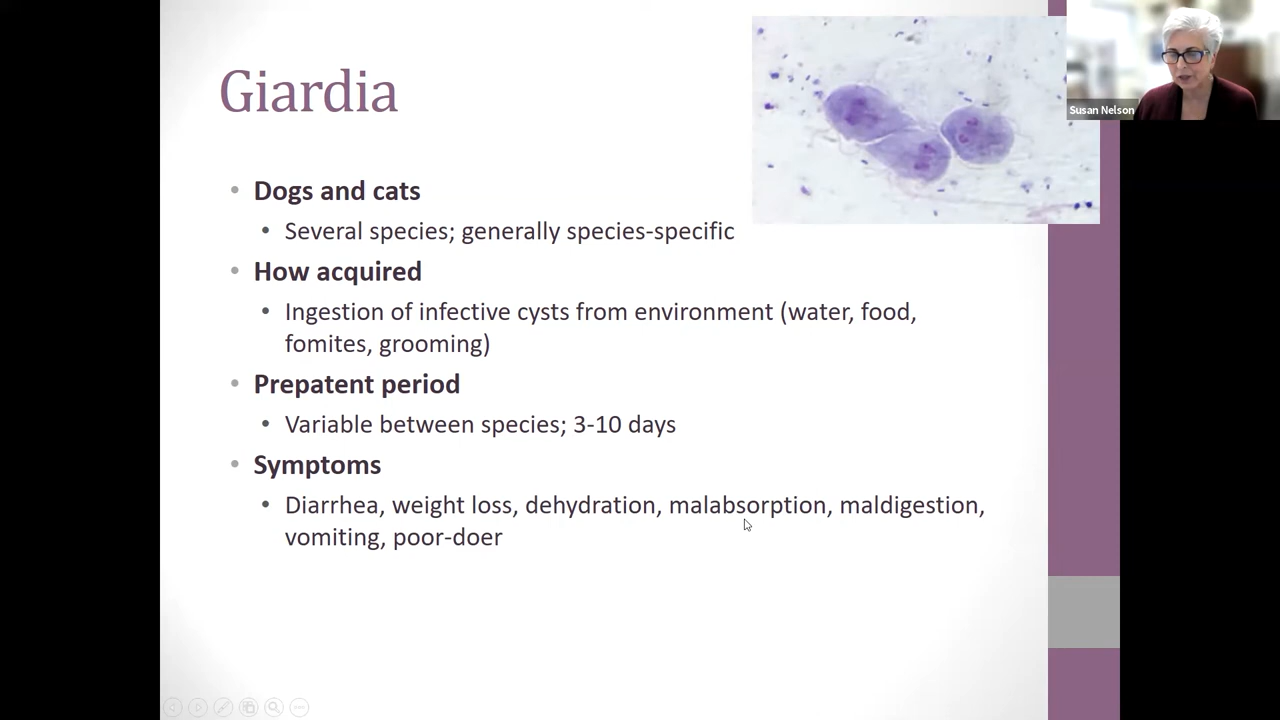 Giardia
Susan Nelson
• Dogs and cats
• Several species; generally species-specific
• How acquired
• Ingestion of infective cysts from environment (water, food,
fomites, grooming)
• Prepatent period
• Variable between species; 3-10 days
• Symptoms
• Diarrhea, weight loss, dehydration, malabsorption, maldigestion,
vomiting, poor-doer